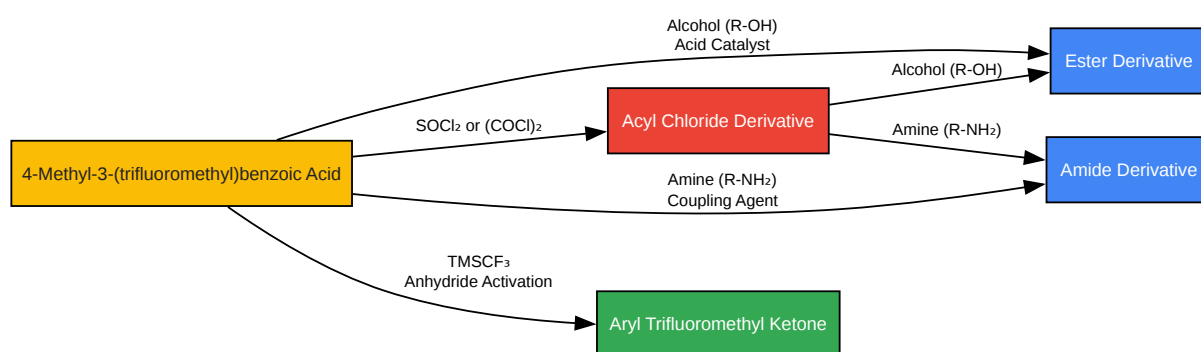 Alcohol (R-OH)
Acid Catalyst
Ester Derivative
Alcohol (R-OH)
SOCl₂ or (COCl)₂
Acyl Chloride Derivative
Amine (R-NH₂)
4-Methyl-3-(trifluoromethyl)benzoic Acid
Amide Derivative
Amine (R-NH₂)
Coupling Agent
TMSCF₃
Anhydride Activation
Aryl Trifluoromethyl Ketone